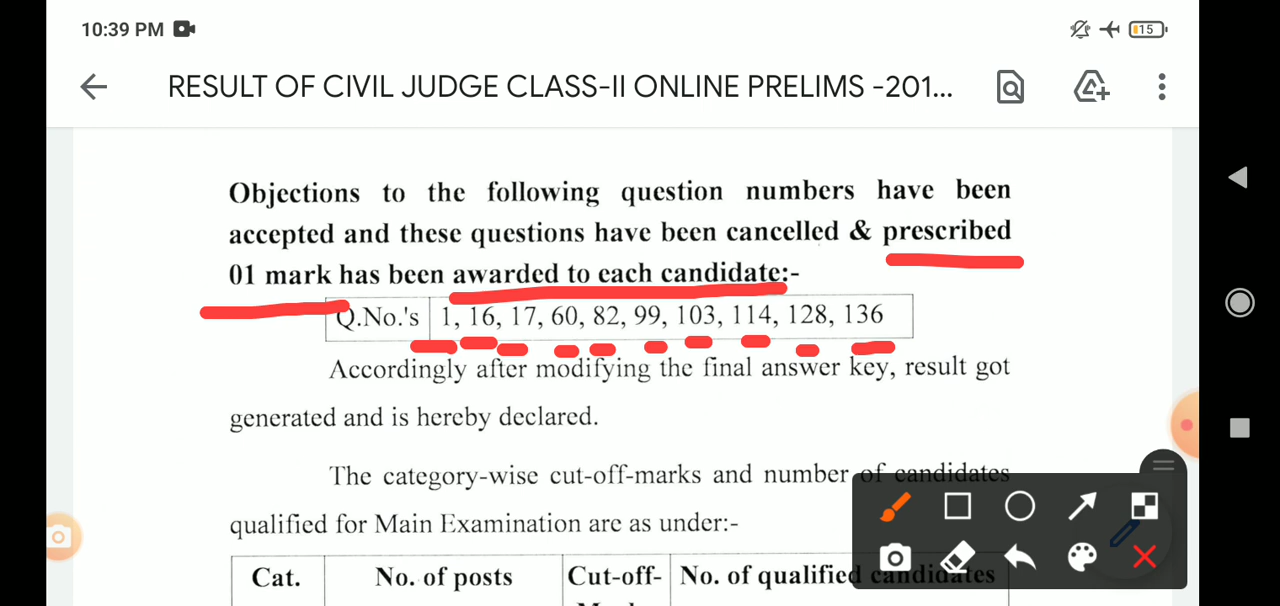 10:39 PM
15
RESULT OF CIVIL JUDGE CLASS-II ONLINE PRELIMS -201...
Objections to the following question numbers have been
accepted and these questions have been cancelled & prescribed
01 mark has been awarded to each candidate:-
Q.No.'s 1, 16, 17, 60, 82, 99, 103, 114, 128, 136
Accordingly after modifying the final answer key, result got
generated and is hereby declared.
The category-wise cut-off-marks and number of candidates
qualified for Main Examination are as under:-
Cat. No. of posts Cut-off- No. of qualified candidates